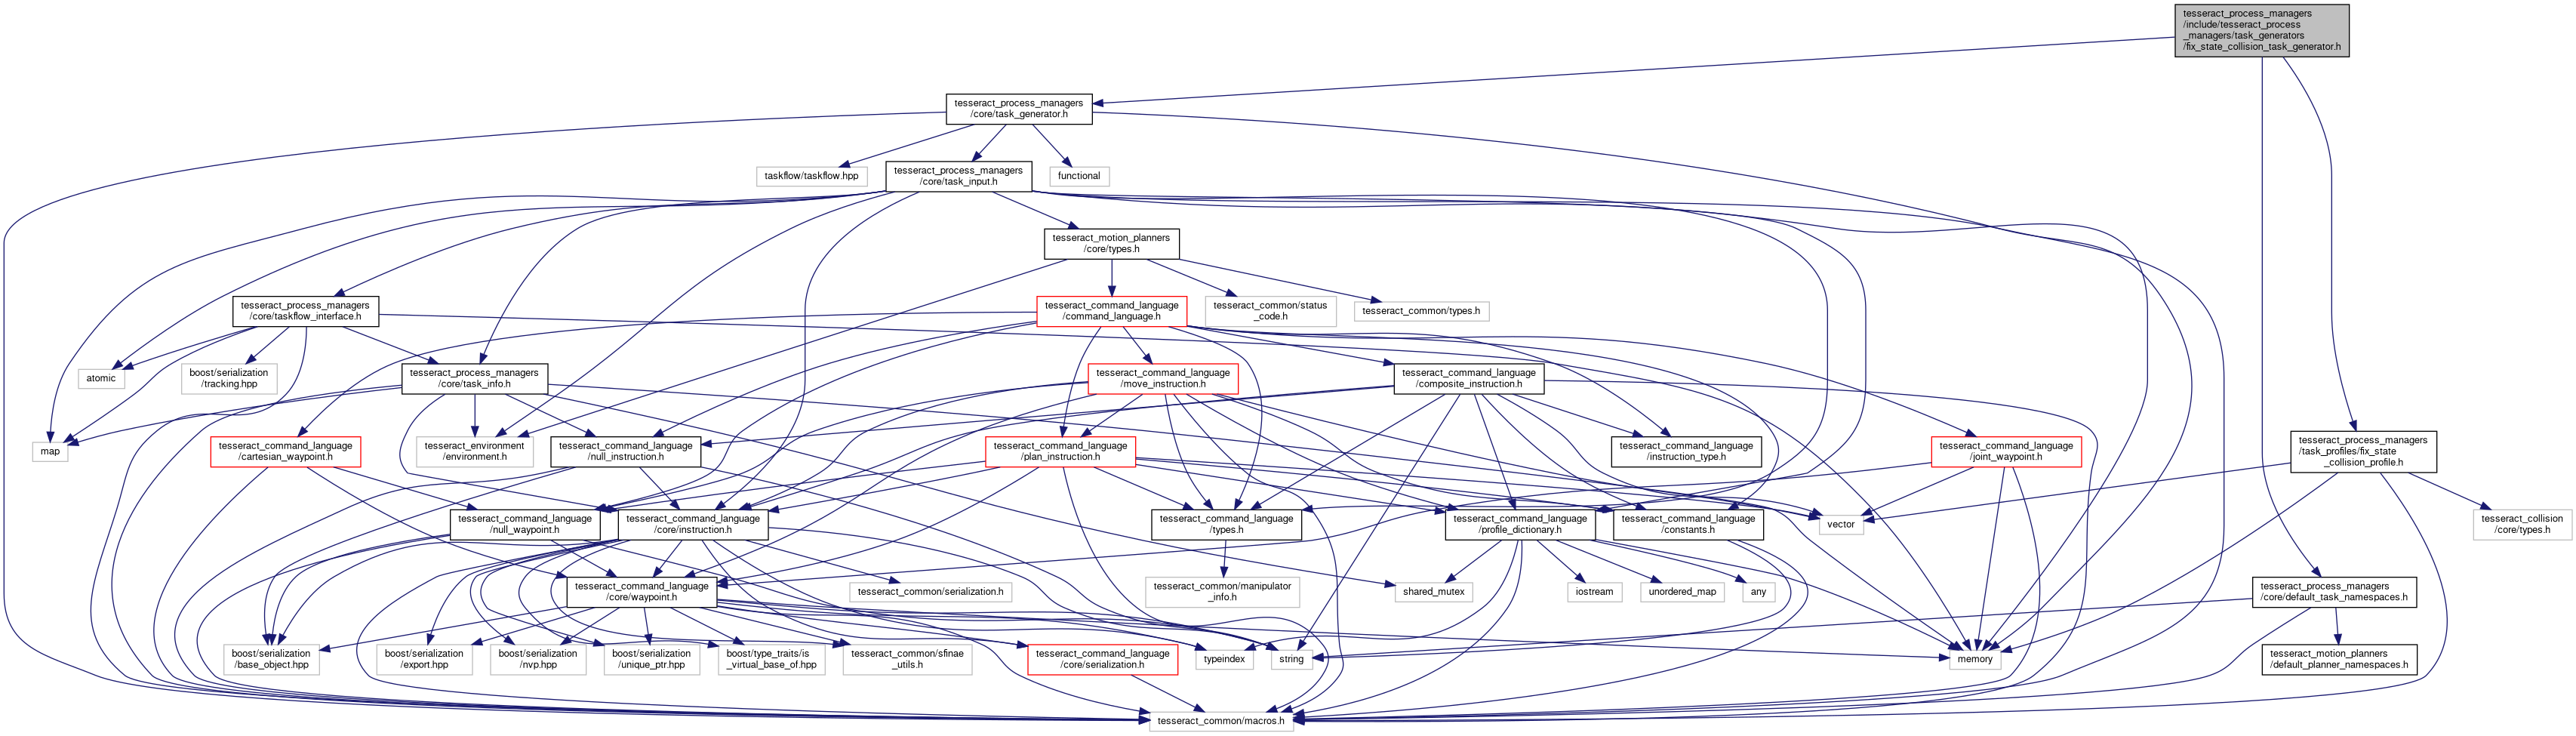 tesseract_process_managers
/include/tesseract_process
_managers/task_generators
/fix_state_collision_task_generator.h
tesseract_process_managers
/core/task_generator.h
taskflow/taskflow.hpp
tesseract_process_managers
/core/task_input.h
functional
tesseract_motion_planners
/core/types.h
tesseract_process_managers
/core/taskflow_interface.h
tesseract_command_language
/command_language.h
tesseract_common/status
_code.h
tesseract_common/types.h
atomic
boost/serialization
/tracking.hpp
tesseract_process_managers
/core/task_info.h
tesseract_command_language
/move_instruction.h
tesseract_command_language
/composite_instruction.h
map
tesseract_command_language
/cartesian_waypoint.h
tesseract_environment
/environment.h
tesseract_command_language
/null_instruction.h
tesseract_command_language
/plan_instruction.h
tesseract_command_language
/instruction_type.h
tesseract_command_language
/joint_waypoint.h
tesseract_process_managers
/task_profiles/fix_state
_collision_profile.h
tesseract_command_language
/null_waypoint.h
tesseract_command_language
/core/instruction.h
tesseract_command_language
/types.h
tesseract_command_language
/profile_dictionary.h
tesseract_command_language
/constants.h
vector
tesseract_collision
/core/types.h
tesseract_command_language
/core/waypoint.h
tesseract_common/serialization.h
tesseract_common/manipulator
_info.h
shared_mutex
iostream
unordered_map
any
tesseract_process_managers
/core/default_task_namespaces.h
boost/serialization
/base_object.hpp
boost/serialization
/export.hpp
boost/serialization
/nvp.hpp
boost/serialization
/unique_ptr.hpp
boost/type_traits/is
_virtual_base_of.hpp
tesseract_common/sfinae
_utils.h
tesseract_command_language
/core/serialization.h
typeindex
string
memory
tesseract_motion_planners
/default_planner_namespaces.h
tesseract_common/macros.h